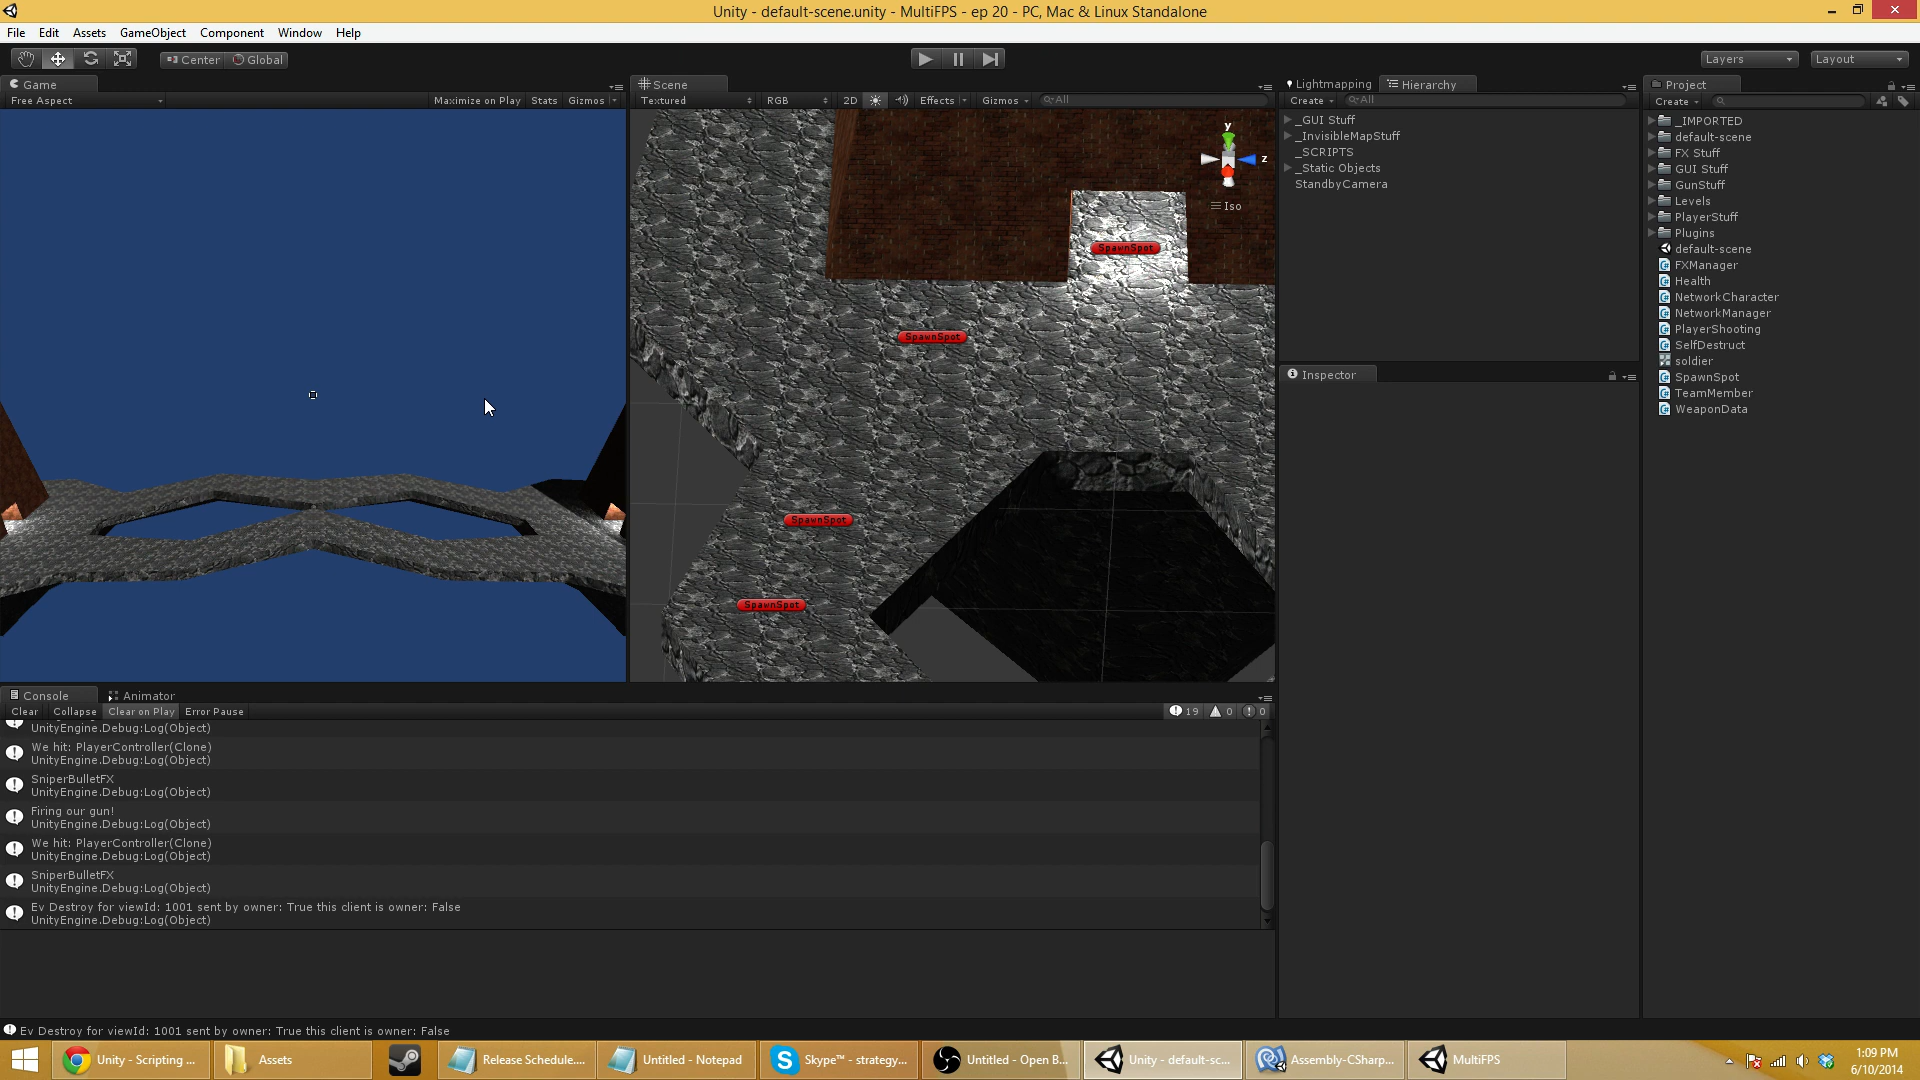 Unity - default-scene.unity - MultiFPS - ep 20 - PC, Mac & Linux Standalone
File Edit Assets GameObject Component Window Help
Center Global Layers Layout
Game
Free Aspect Maximize on Play Stats Gizmos
Scene
Textured RGB 2D Effects Gizmos All
y
z
Iso
SpawnSpot
SpawnSpot
SpawnSpot
SpawnSpot
Lightmapping Hierarchy
Create All
_GUI Stuff
_InvisibleMapStuff
_SCRIPTS
_Static Objects
StandbyCamera
Inspector
Project
Create
_IMPORTED
default-scene
FX Stuff
GUI Stuff
GunStuff
Levels
PlayerStuff
Plugins
default-scene
FXManager
Health
NetworkCharacter
NetworkManager
PlayerShooting
SelfDestruct
soldier
SpawnSpot
TeamMember
WeaponData
Console Animator
Clear Collapse Clear on Play Error Pause 19 0 0
UnityEngine.Debug:Log(Object)
We hit: PlayerController(Clone)
UnityEngine.Debug:Log(Object)
SniperBulletFX
UnityEngine.Debug:Log(Object)
Firing our gun!
UnityEngine.Debug:Log(Object)
We hit: PlayerController(Clone)
UnityEngine.Debug:Log(Object)
SniperBulletFX
UnityEngine.Debug:Log(Object)
Ev Destroy for viewId: 1001 sent by owner: True this client is owner: False
UnityEngine.Debug:Log(Object)
Ev Destroy for viewId: 1001 sent by owner: True this client is owner: False
Unity - Scripting ... Assets Release Schedule.... Untitled - Notepad Skype™ - strategy... Untitled - Open B... Unity - default-sc... Assembly-CSharp... MultiFPS
1:09 PM
6/10/2014